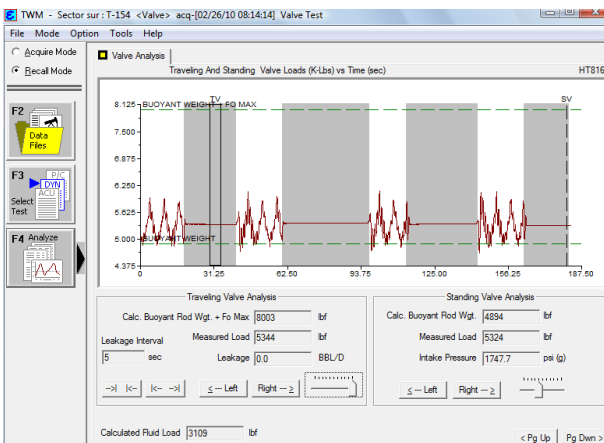 TWM - Sector sur : T-154 <Valve> acq-[02/26/10 08:14:14] Valve Test
File Mode Option Tools Help
Acquire Mode
Recall Mode
Valve Analysis
Traveling And Standing Valve Loads (K-Lbs) vs Time (sec)
HT816
F2
Data
Files
F3
P/C
DYN
ACU
Select
Test
F4 Analyze
TV
SV
8.125
BUOYANT WEIGHT + FO MAX
7.500
6.875
6.250
5.625
5.000
BUOYANT WEIGHT
4.375
0 31.25 62.50 93.75 125.00 156.25 187.50
Traveling Valve Analysis
Calc. Buoyant Rod Wgt. + Fo Max 8003 lbf
Leakage Interval
Measured Load 5344 lbf
5 sec
Leakage 0.0 BBL/D
-->| |<-- |<-- -->| < --- Left Right --- >
Standing Valve Analysis
Calc. Buoyant Rod Wgt. 4894 lbf
Measured Load 5324 lbf
Intake Pressure 1747.7 psi (g)
< --- Left Right --- >
Calculated Fluid Load 3109 lbf
< Pg Up Pg Dwn >